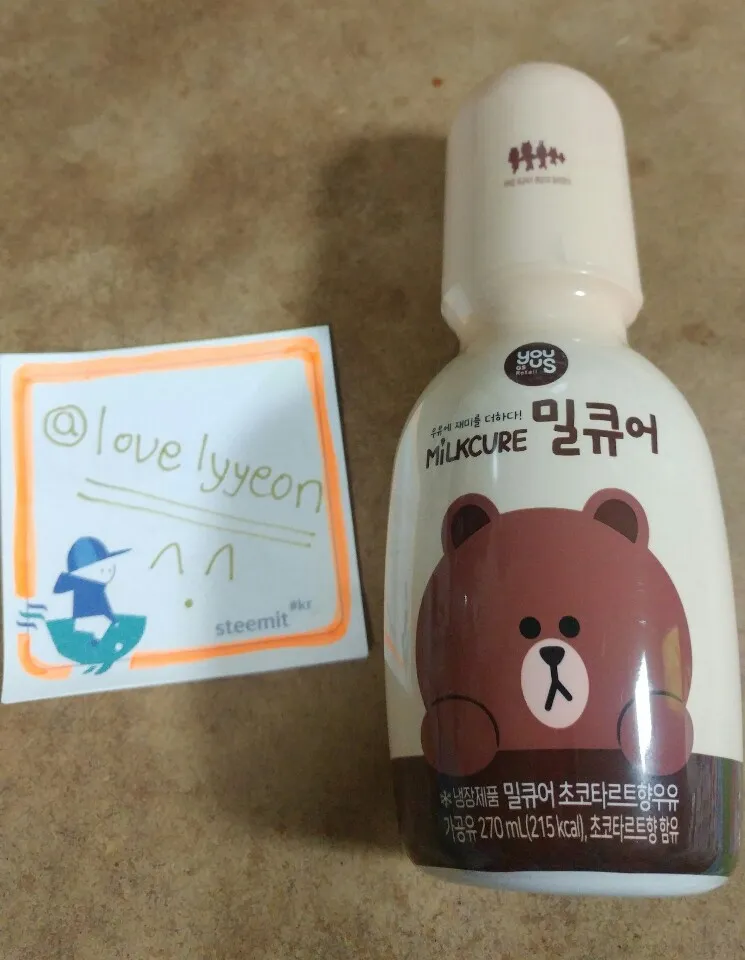 @lovelyyeon
steemit #kr
you
us
GS
Retail
우유에 재미를 더하다!
MiLKCURE 밀큐어
*냉장제품 밀큐어 초코타르트향우유
가공유 270 mL(215 kcal), 초코타르트향 함유